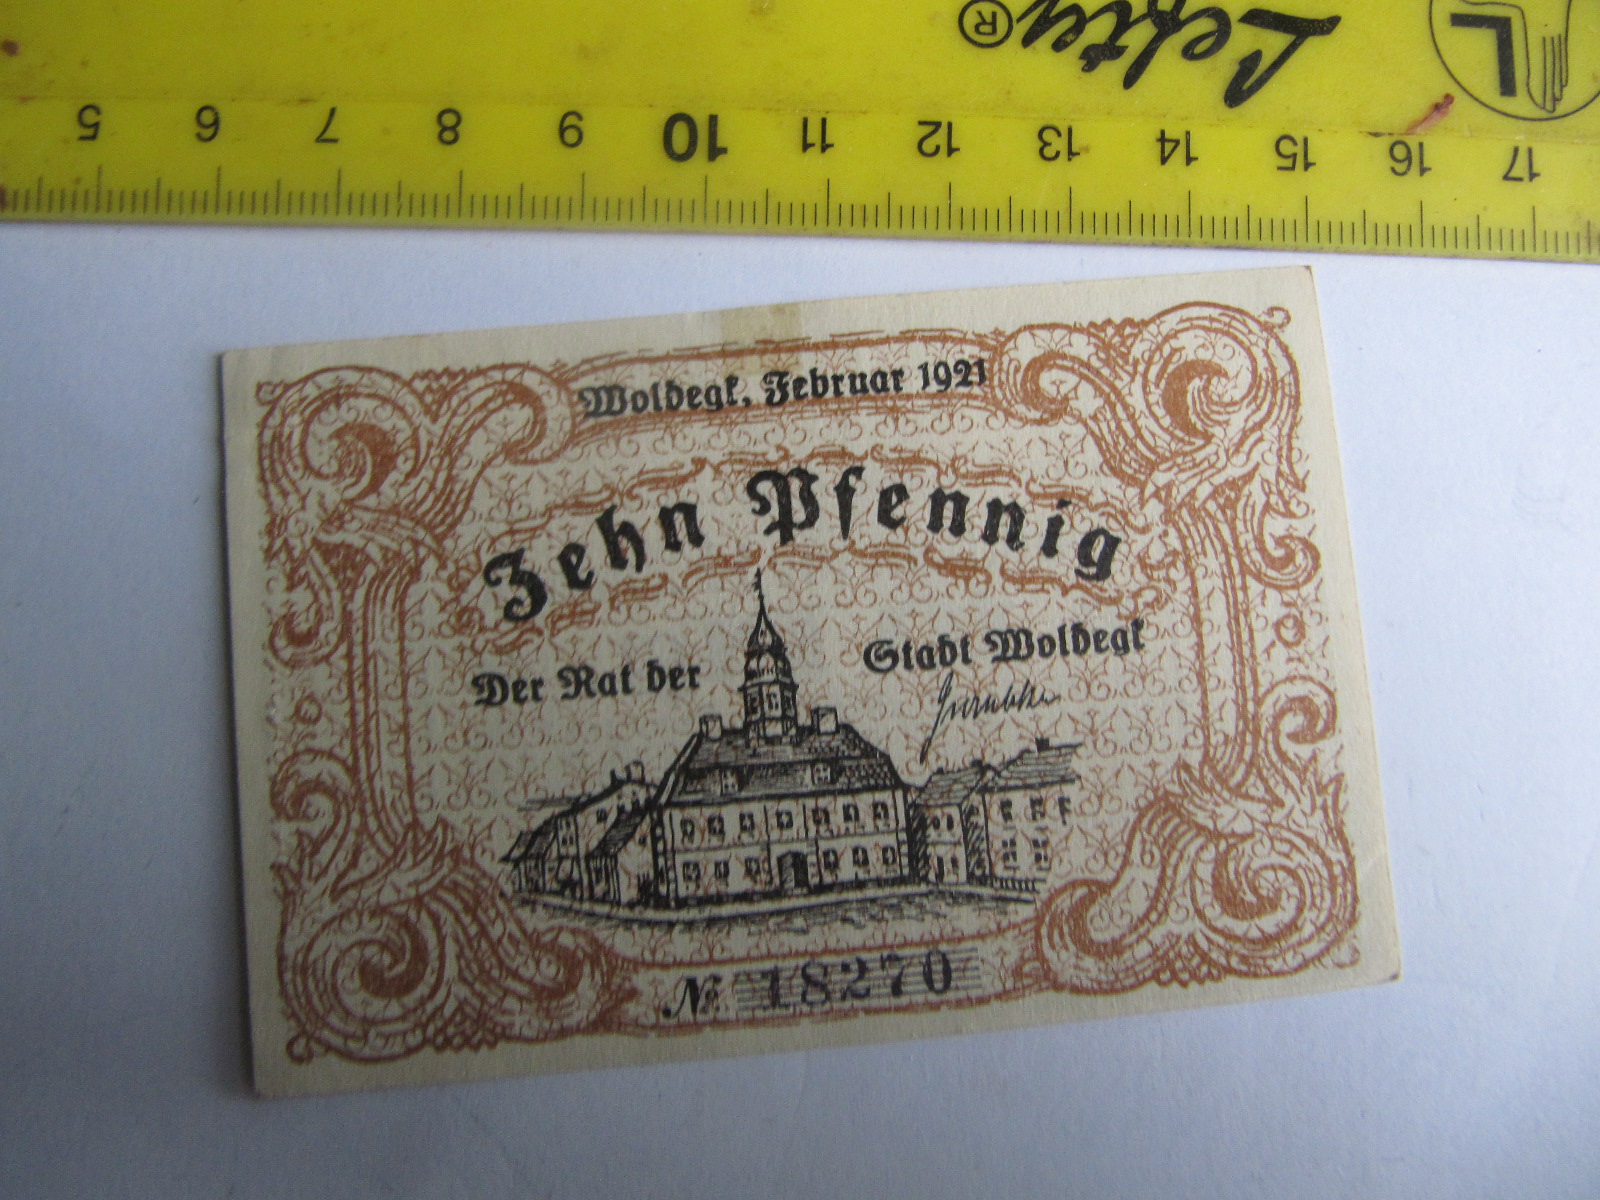 Lefty®
L
5 6 7 8 9 10 11 12 13 14 15 16 17
Woldegk, Februar 1921
Zehn Pfennig
Der Rat der Stadt Woldegk
№ 18270